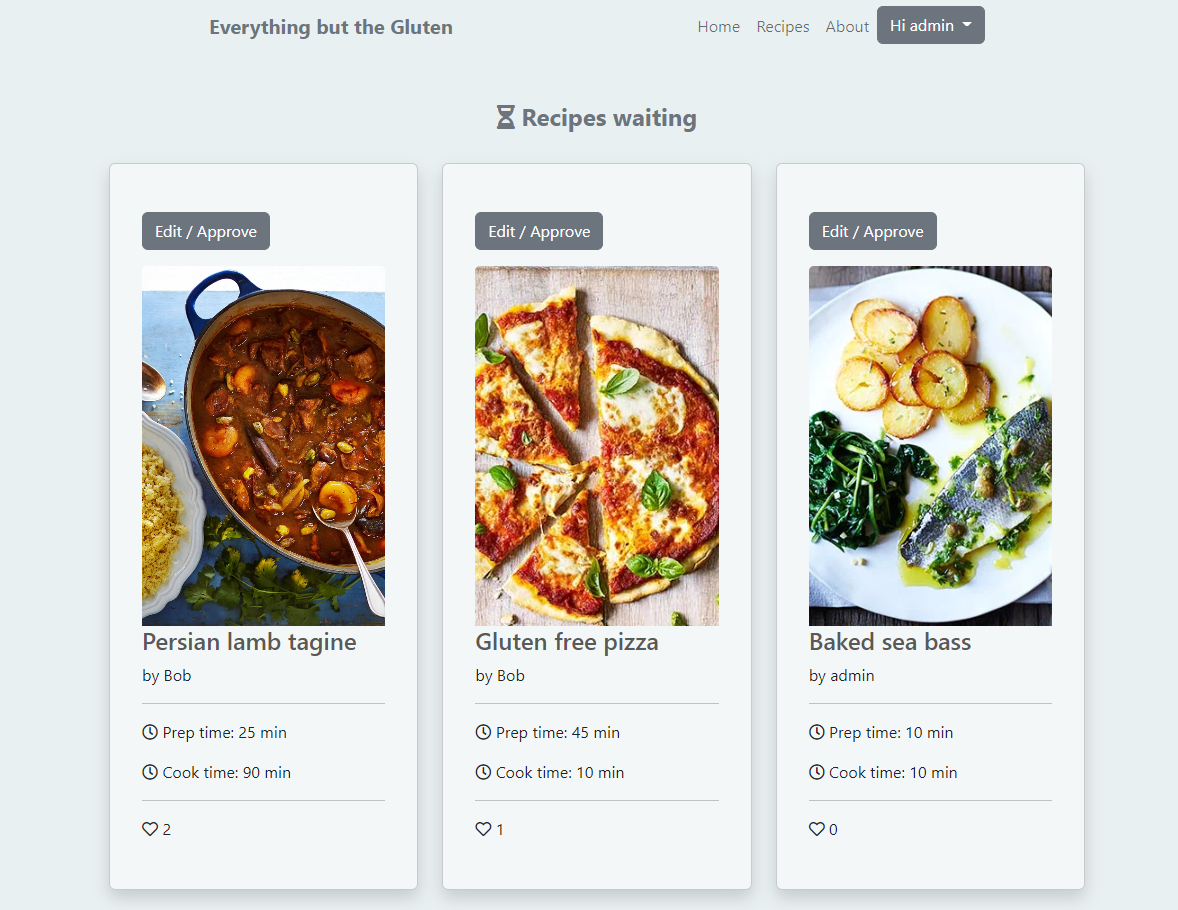 Everything but the Gluten
Home Recipes About Hi admin
Recipes waiting
Edit / Approve
Persian lamb tagine
by Bob
Prep time: 25 min
Cook time: 90 min
2
Edit / Approve
Gluten free pizza
by Bob
Prep time: 45 min
Cook time: 10 min
1
Edit / Approve
Baked sea bass
by admin
Prep time: 10 min
Cook time: 10 min
0